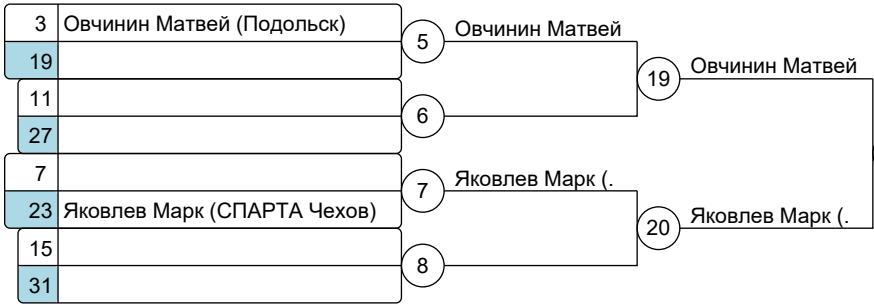 3 Овчинин Матвей (Подольск)
5 Овчинин Матвей
19
19 Овчинин Матвей
11
6
27
7
7 Яковлев Марк (.
23 Яковлев Марк (СПАРТА Чехов)
20 Яковлев Марк (.
15
8
31